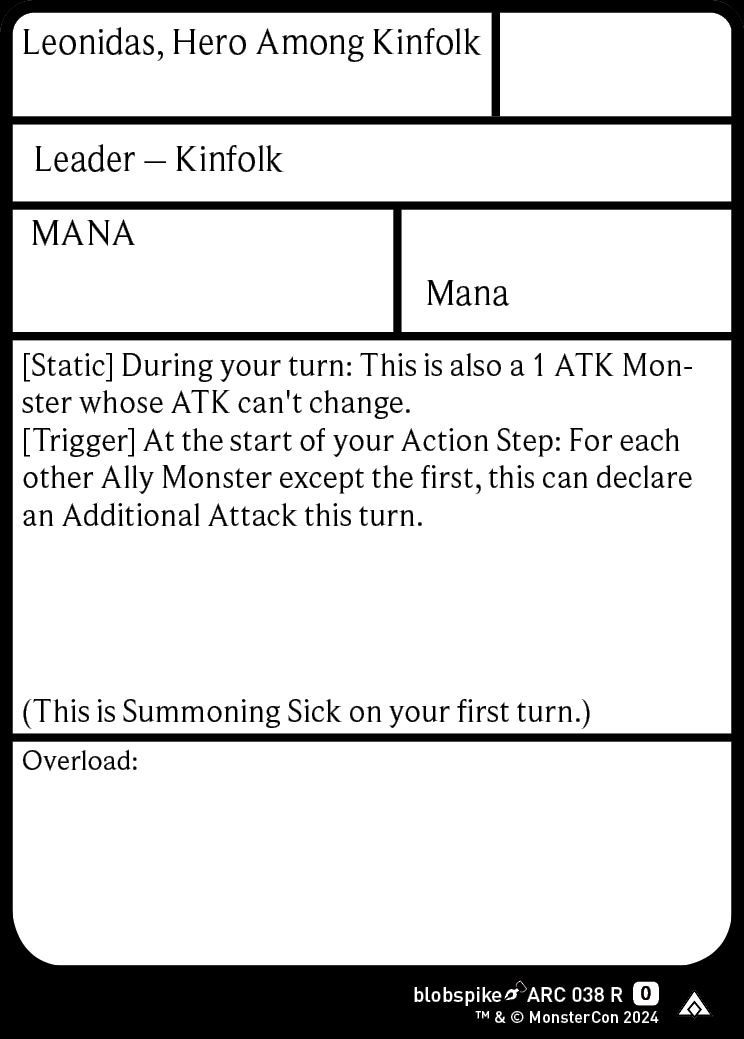 Leonidas, Hero Among Kinfolk
Leader – Kinfolk
MANA
Mana
[Static] During your turn: This is also a 1 ATK Mon-
ster whose ATK can't change.
[Trigger] At the start of your Action Step: For each
other Ally Monster except the first, this can declare
an Additional Attack this turn.
(This is Summoning Sick on your first turn.)
Overload:
blobspike ARC 038 R 0
™ & © MonsterCon 2024